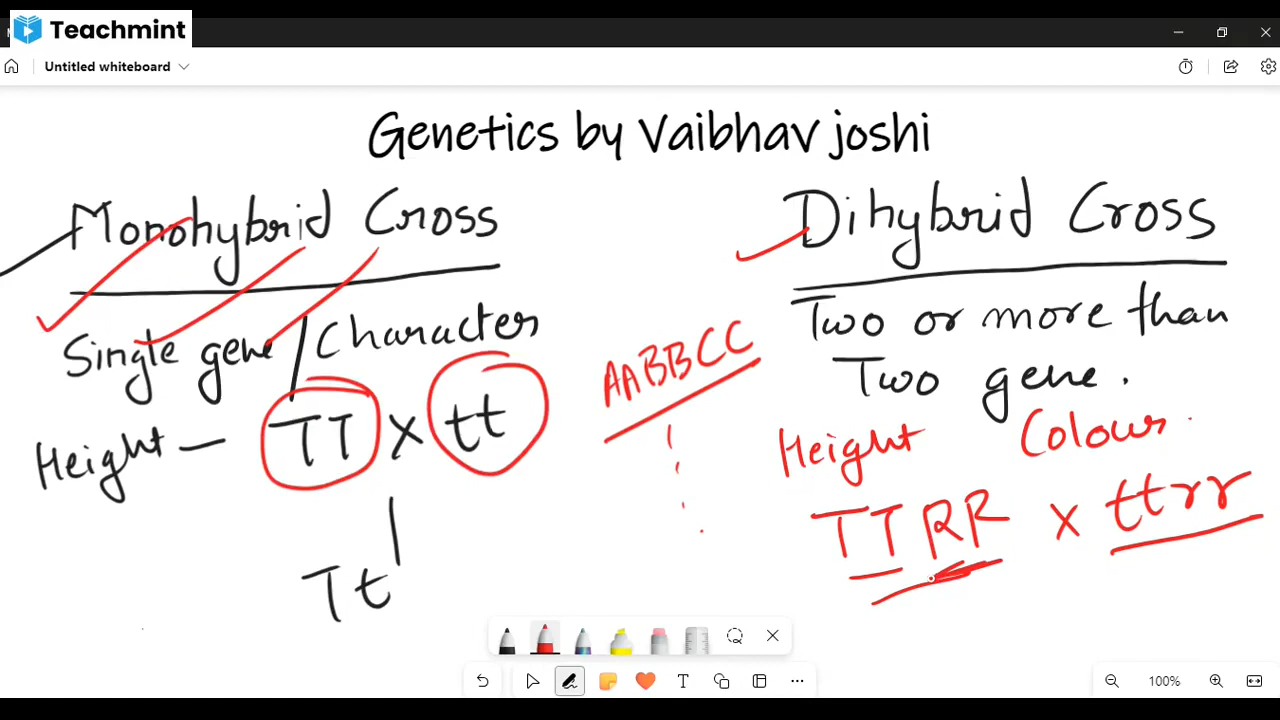 Teachmint
Untitled whiteboard
Genetics by Vaibhav joshi
Monohybrid Cross
Single gene/Character
Height - TT x tt
Tt
AABBCC
Dihybrid Cross
Two or more than
Two gene.
Height Colour
TTRR x ttrr
100%